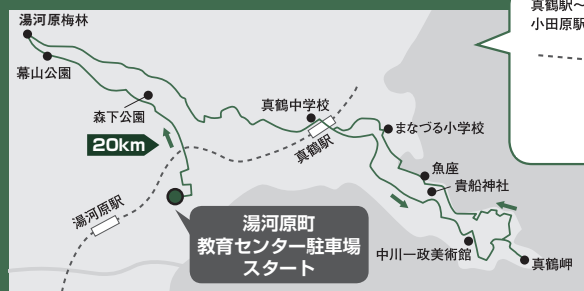 湯河原梅林
幕山公園
森下公園
20km
真鶴中学校
真鶴駅
まなづる小学校
魚座
貴船神社
湯河原駅
湯河原町
教育センター駐車場
スタート
中川一政美術館
真鶴岬
真鶴駅〜
小田原駅